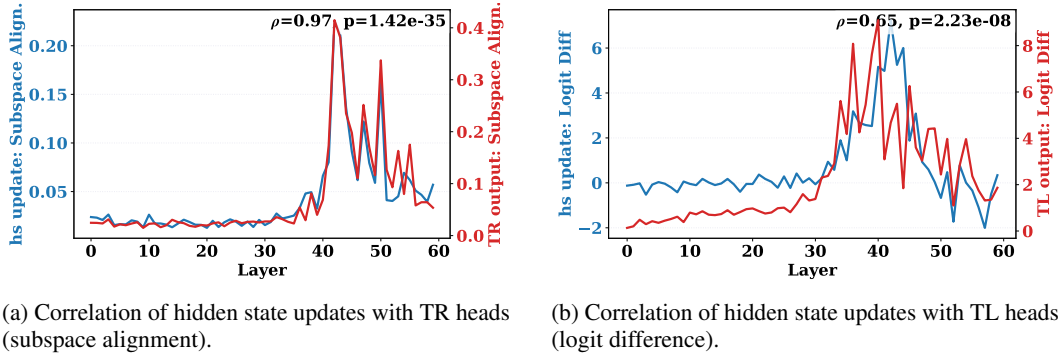 ρ=0.97, p=1.42e-35
hs update: Subspace Align.
0.20
0.15
0.10
0.05
TR output: Subspace Align.
0.4
0.3
0.2
0.1
0.0
0 10 20 30 40 50 60
Layer
(a) Correlation of hidden state updates with TR heads
(subspace alignment).
ρ=0.65, p=2.23e-08
hs update: Logit Diff
6
4
2
0
−2
TL output: Logit Diff
8
6
4
2
0
0 10 20 30 40 50 60
Layer
(b) Correlation of hidden state updates with TL heads
(logit difference).